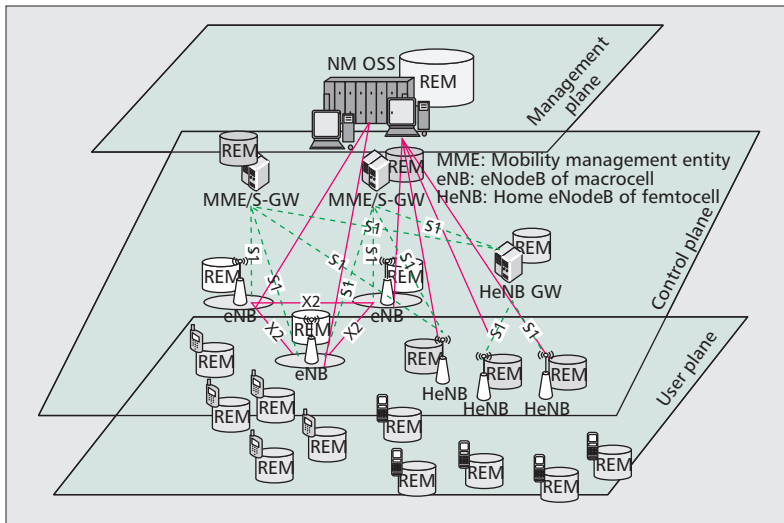 NM OSS
REM
Management
plane
REM
REM
MME: Mobility management entity
eNB: eNodeB of macrocell
HeNB: Home eNodeB of femtocell
MME/S-GW
MME/S-GW
S1
S1
REM
S1
S1
S1
S1
REM
REM
HeNB GW
S1
S1
Control plane
X2
eNB
eNB
REM
X2
X2
S1
S1
eNB
REM
REM
REM
REM
HeNB
HeNB
HeNB
User plane
REM
REM
REM
REM
REM
REM
REM
REM
REM